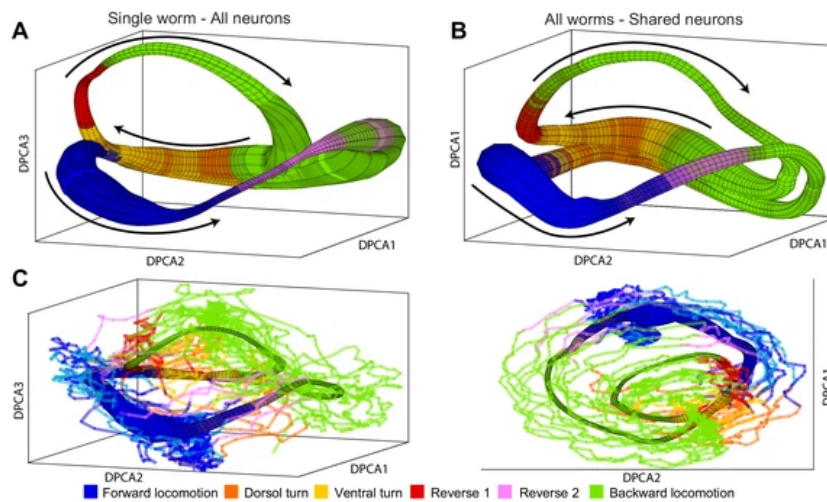 Single worm - All neurons
All worms - Shared neurons
A
B
DPCA3
DPCA2
DPCA1
DPCA1
DPCA2
DPCA1
C
DPCA3
DPCA2
DPCA1
DPCA2
DPCA1
Forward locomotion Dorsol turn Ventral turn Reverse 1 Reverse 2 Backward locomotion